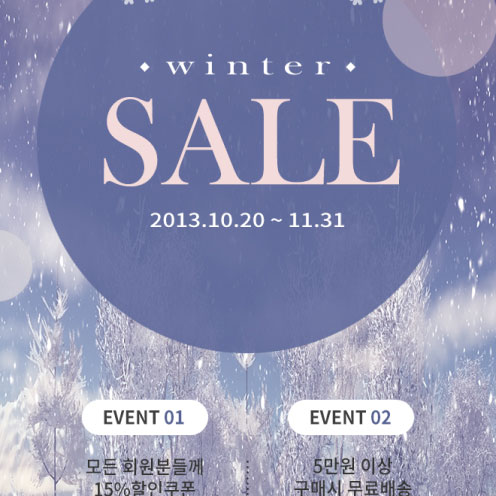 winter
SALE
2013.10.20 ~ 11.31
EVENT 01
모든 회원분들께
15%할인쿠폰
EVENT 02
5만원 이상
구매시 무료배송